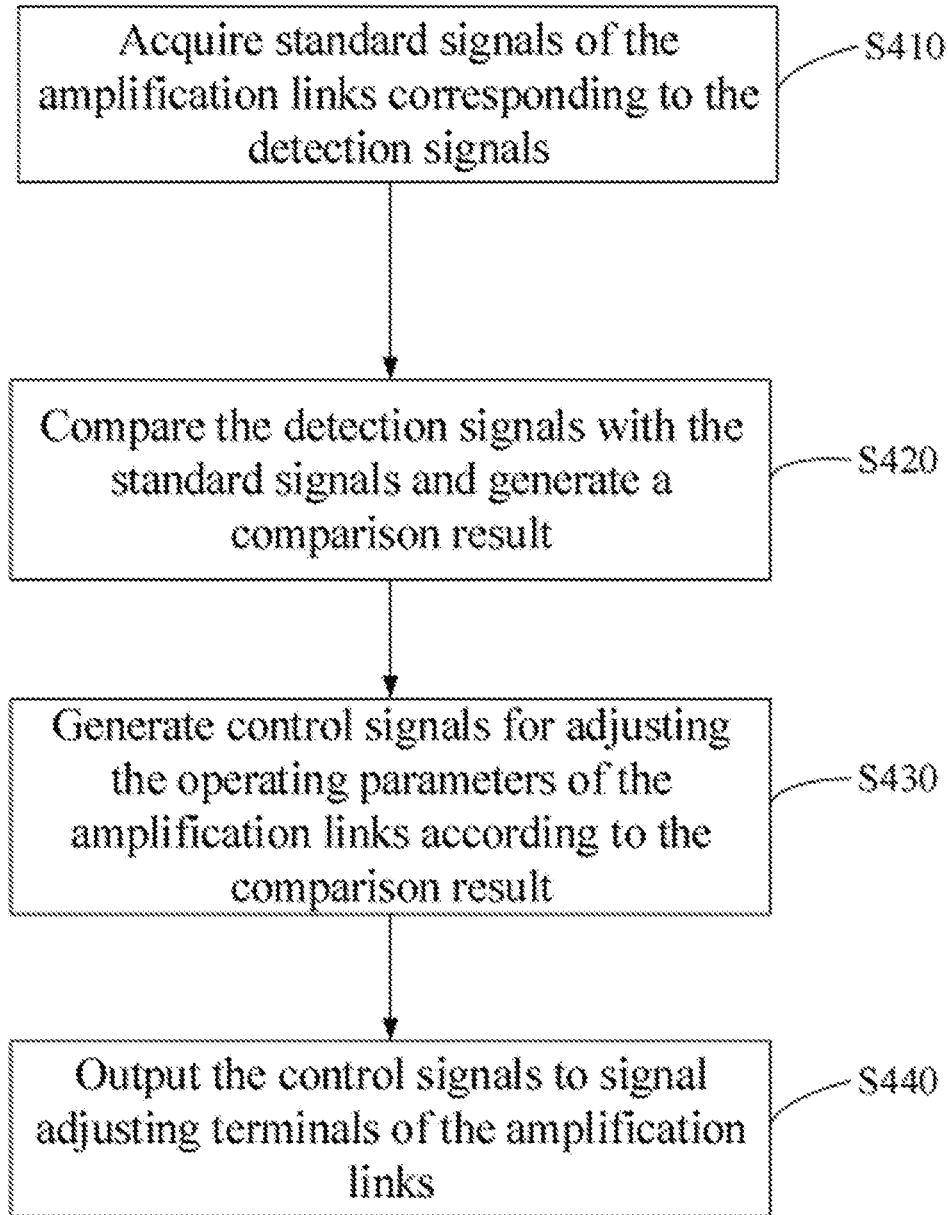 Acquire standard signals of the
amplification links corresponding to the
detection signals
S410
Compare the detection signals with the
standard signals and generate a
comparison result
S420
Generate control signals for adjusting
the operating parameters of the
amplification links according to the
comparison result
S430
Output the control signals to signal
adjusting terminals of the amplification
links
S440